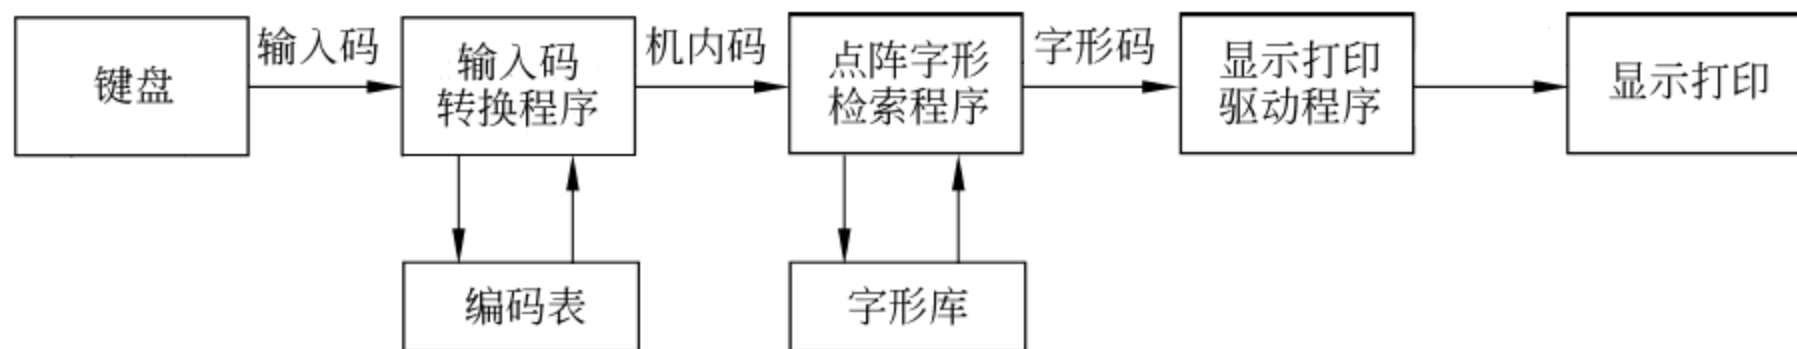 键盘
输入码
输入码
转换程序
机内码
点阵字形
检索程序
字形码
显示打印
驱动程序
显示打印
编码表
字形库